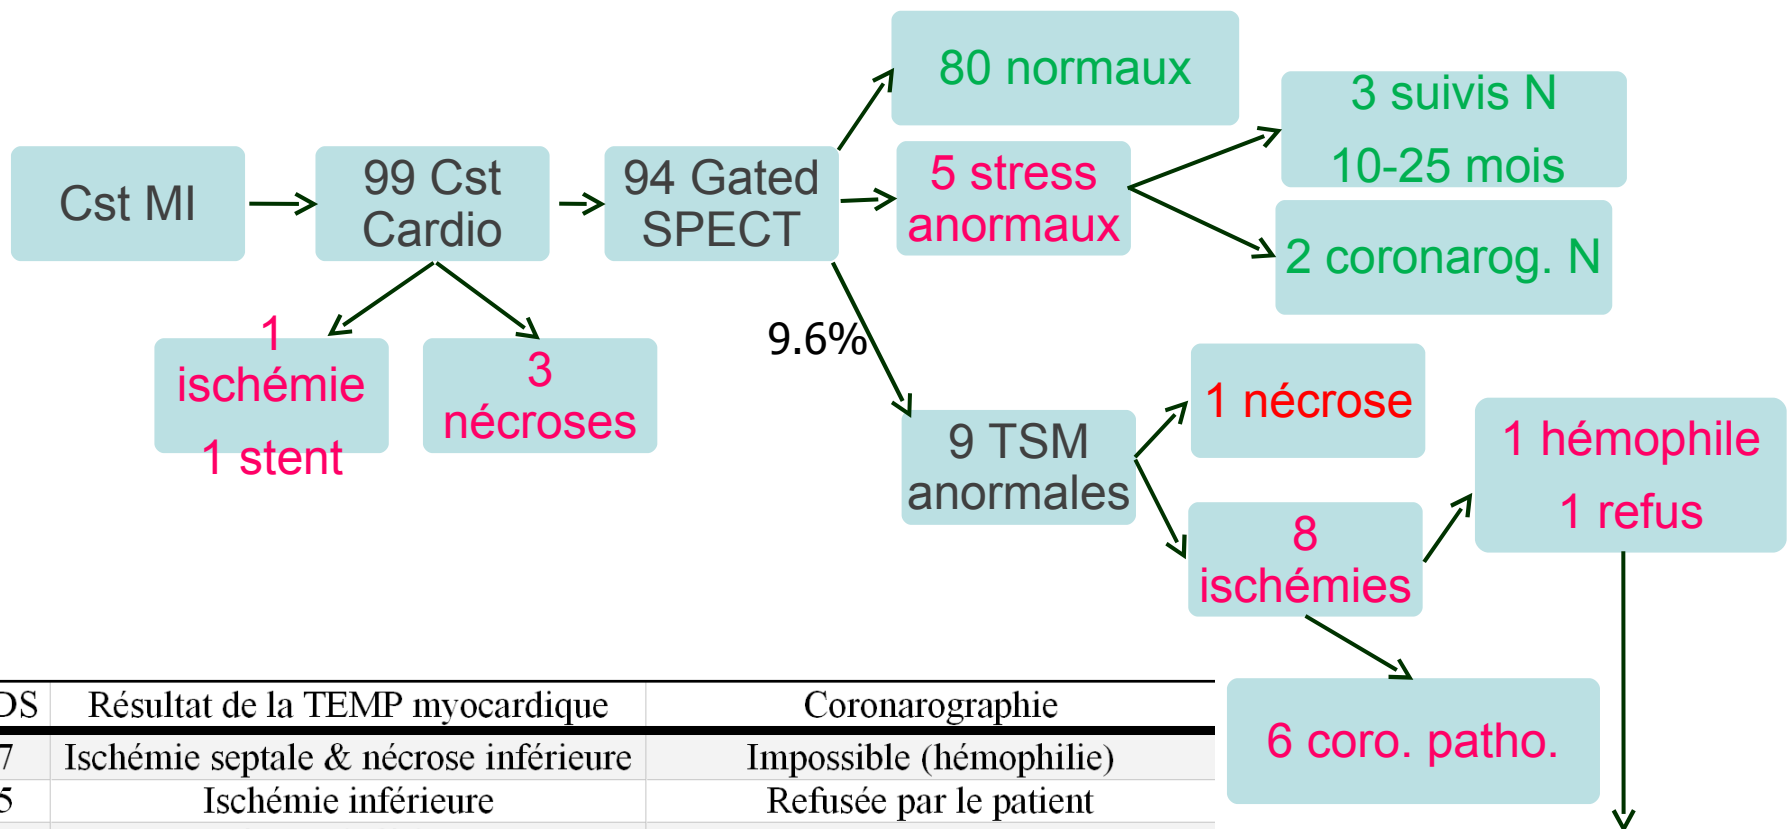 80 normaux
3 suivis N
10-25 mois
Cst MI
99 Cst
Cardio
94 Gated
SPECT
5 stress
anormaux
2 coronarog. N
1
ischémie
1 stent
3
nécroses
9.6%
9 TSM
anormales
1 nécrose
1 hémophile
1 refus
8
ischémies
6 coro. patho.
DS Résultat de la TEMP myocardique Coronarographie
7 Ischémie septale & nécrose inférieure Impossible (hémophilie)
5 Ischémie inférieure Refusée par le patient